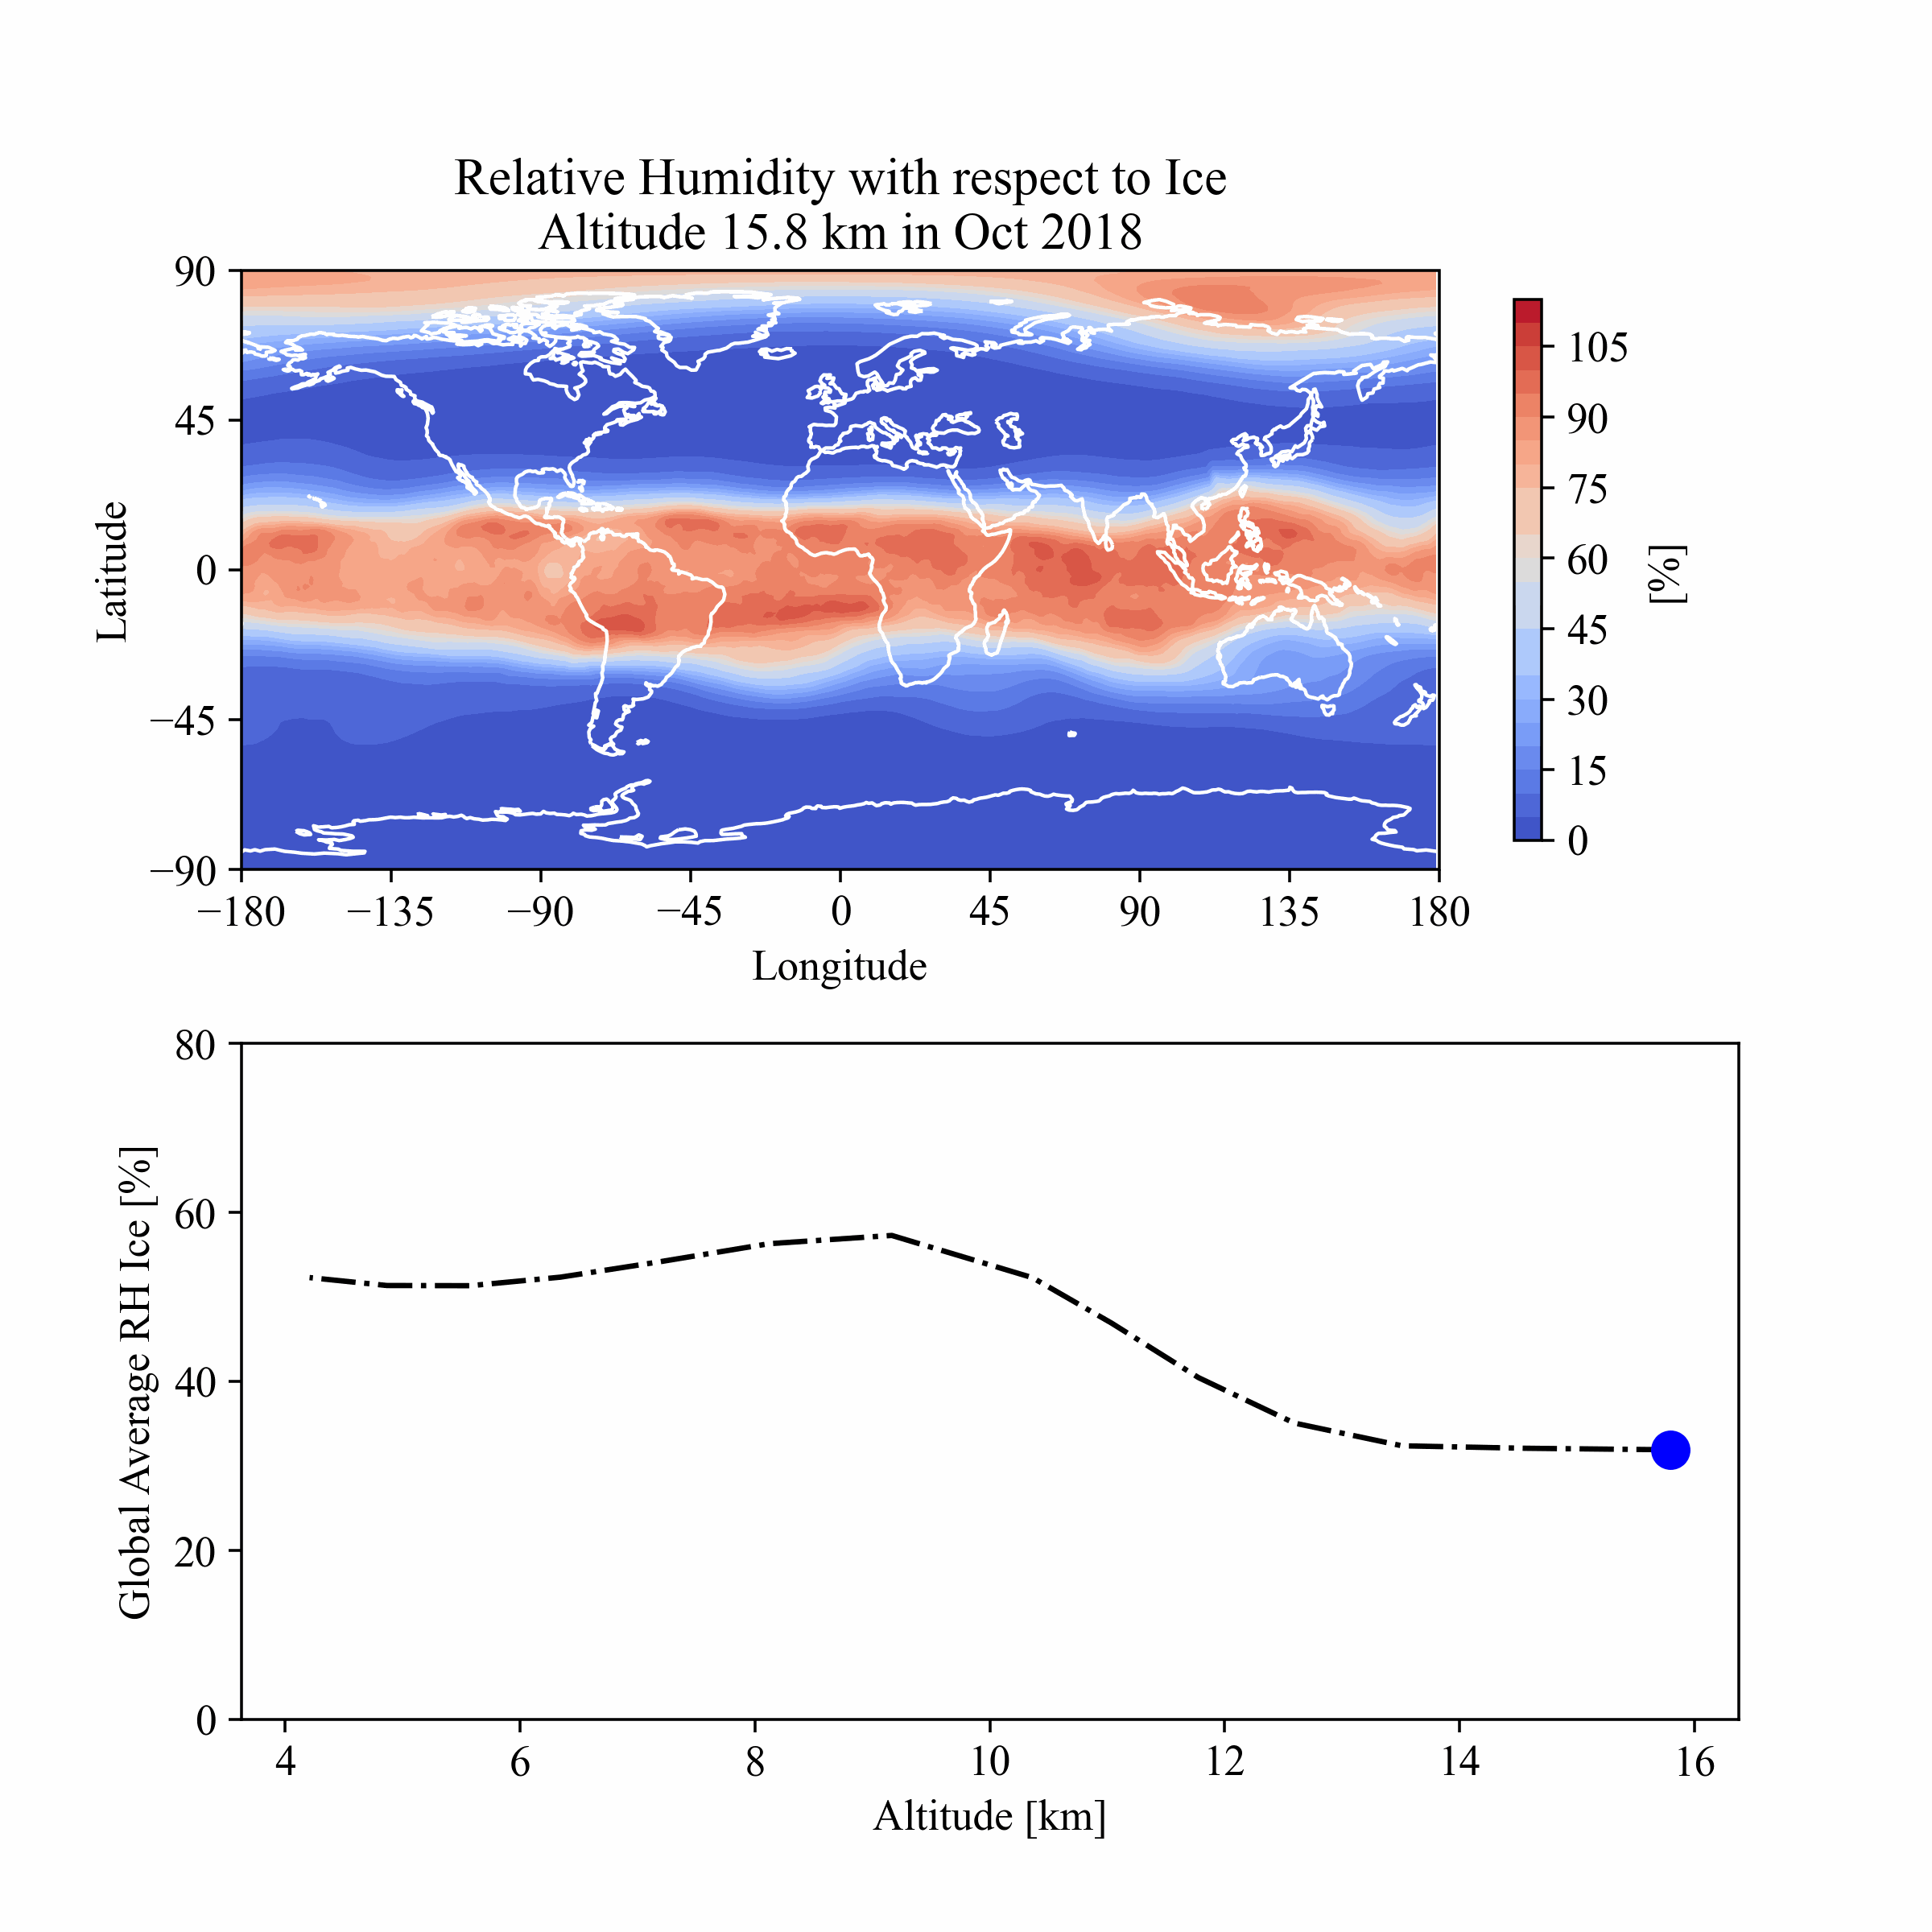 Relative Humidity with respect to Ice
Altitude 15.8 km in Oct 2018
90
45
0
−45
−90
Latitude
−180 −135 −90 −45 0 45 90 135 180
Longitude
105
90
75
60
45
30
15
0
[%]
80
60
40
20
0
Global Average RH Ice [%]
4 6 8 10 12 14 16
Altitude [km]